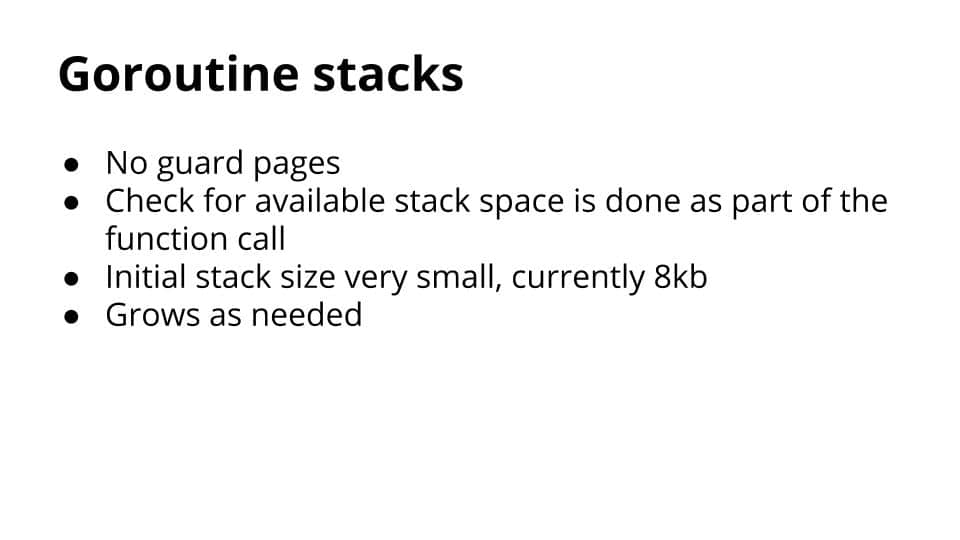 Goroutine stacks
● No guard pages
● Check for available stack space is done as part of the
function call
● Initial stack size very small, currently 8kb
● Grows as needed